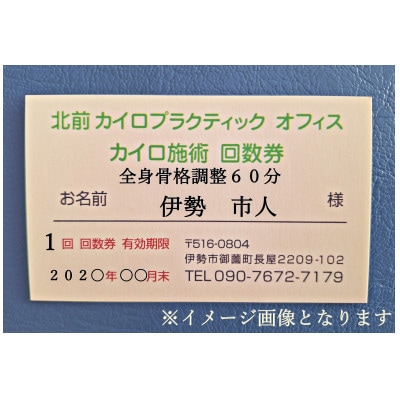 北前 カイロプラクティック オフィス
カイロ施術 回数券
全身骨格調整６０分
お名前 伊勢 市人 様
1回 回数券 有効期限
202〇年〇〇月末
〒516-0804
伊勢市御薗町長屋2209-102
TEL 090-7672-7179
※イメージ画像となります